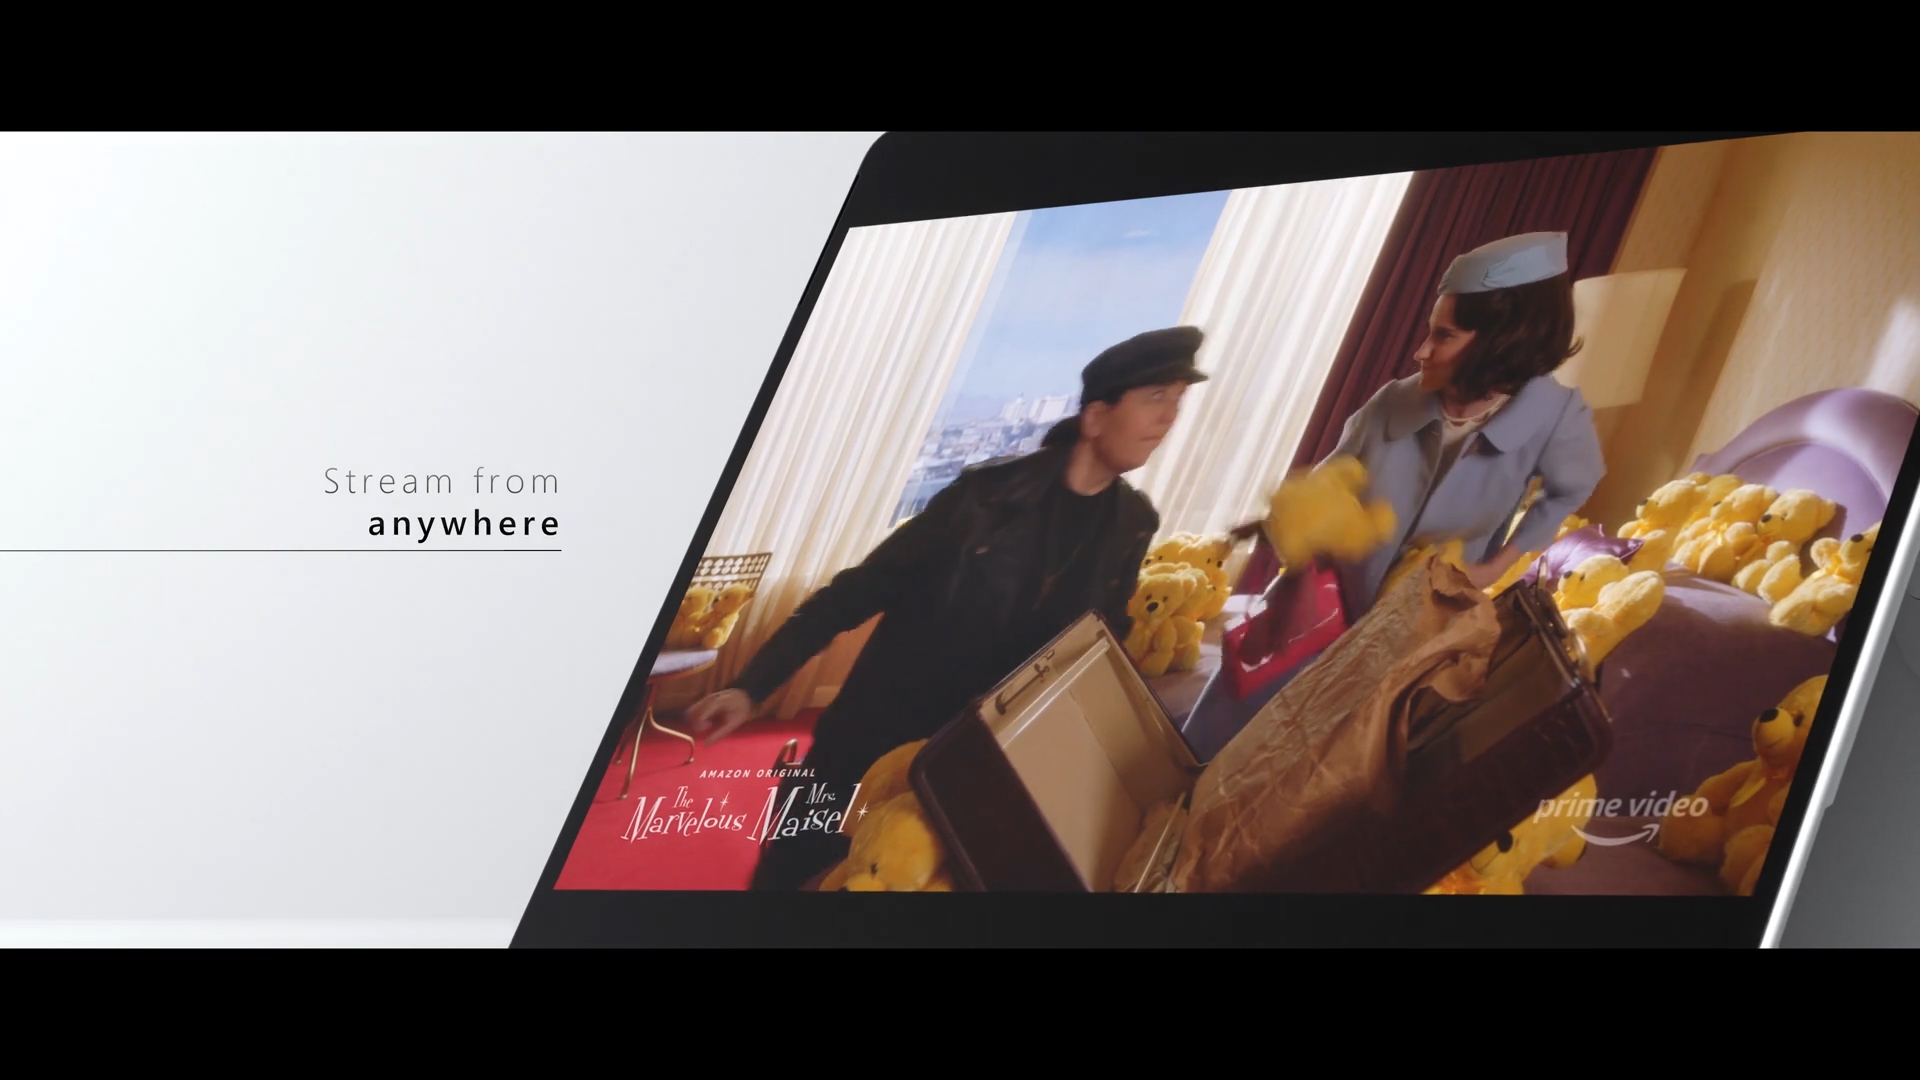 Stream from
anywhere
AMAZON ORIGINAL
The Marvelous Mrs. Maisel
prime video